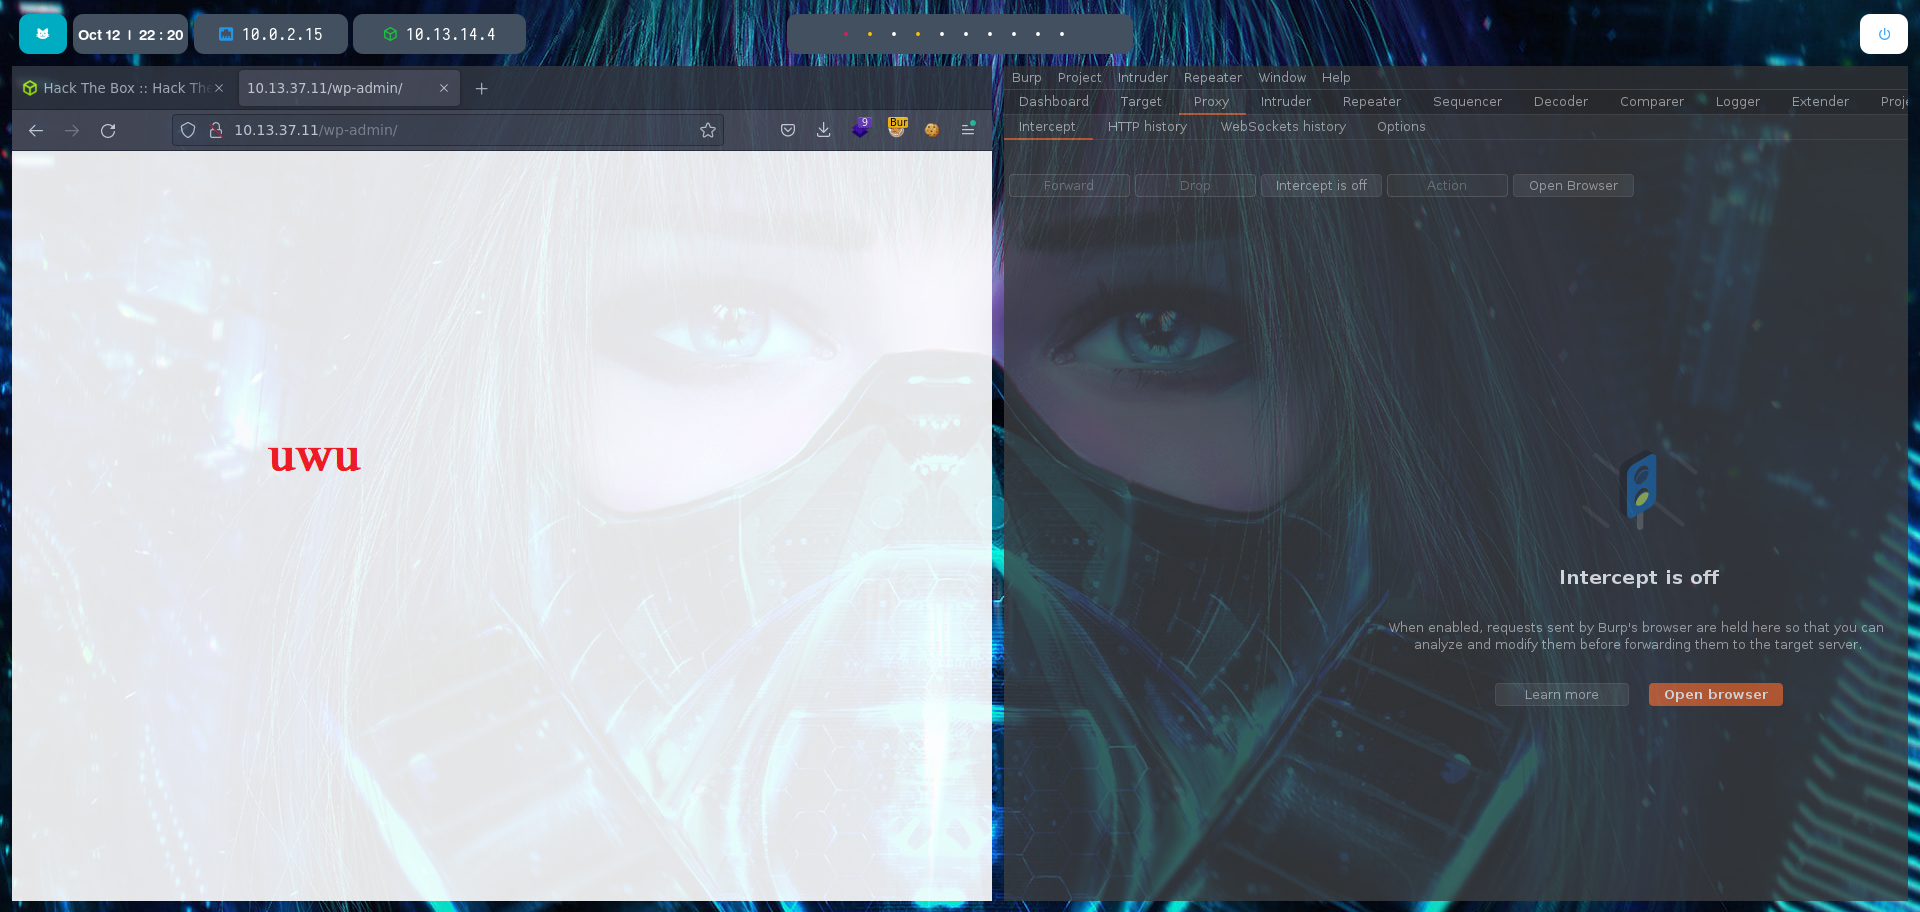 Oct 12 | 22 : 20
10.0.2.15
10.13.14.4
Hack The Box :: Hack The
10.13.37.11/wp-admin/
10.13.37.11/wp-admin/
9
Bur
uwu
Burp Project Intruder Repeater Window Help
Dashboard Target Proxy Intruder Repeater Sequencer Decoder Comparer Logger Extender Proje
Intercept HTTP history WebSockets history Options
Forward Drop Intercept is off Action Open Browser
Intercept is off
When enabled, requests sent by Burp's browser are held here so that you can
analyze and modify them before forwarding them to the target server.
Learn more Open browser